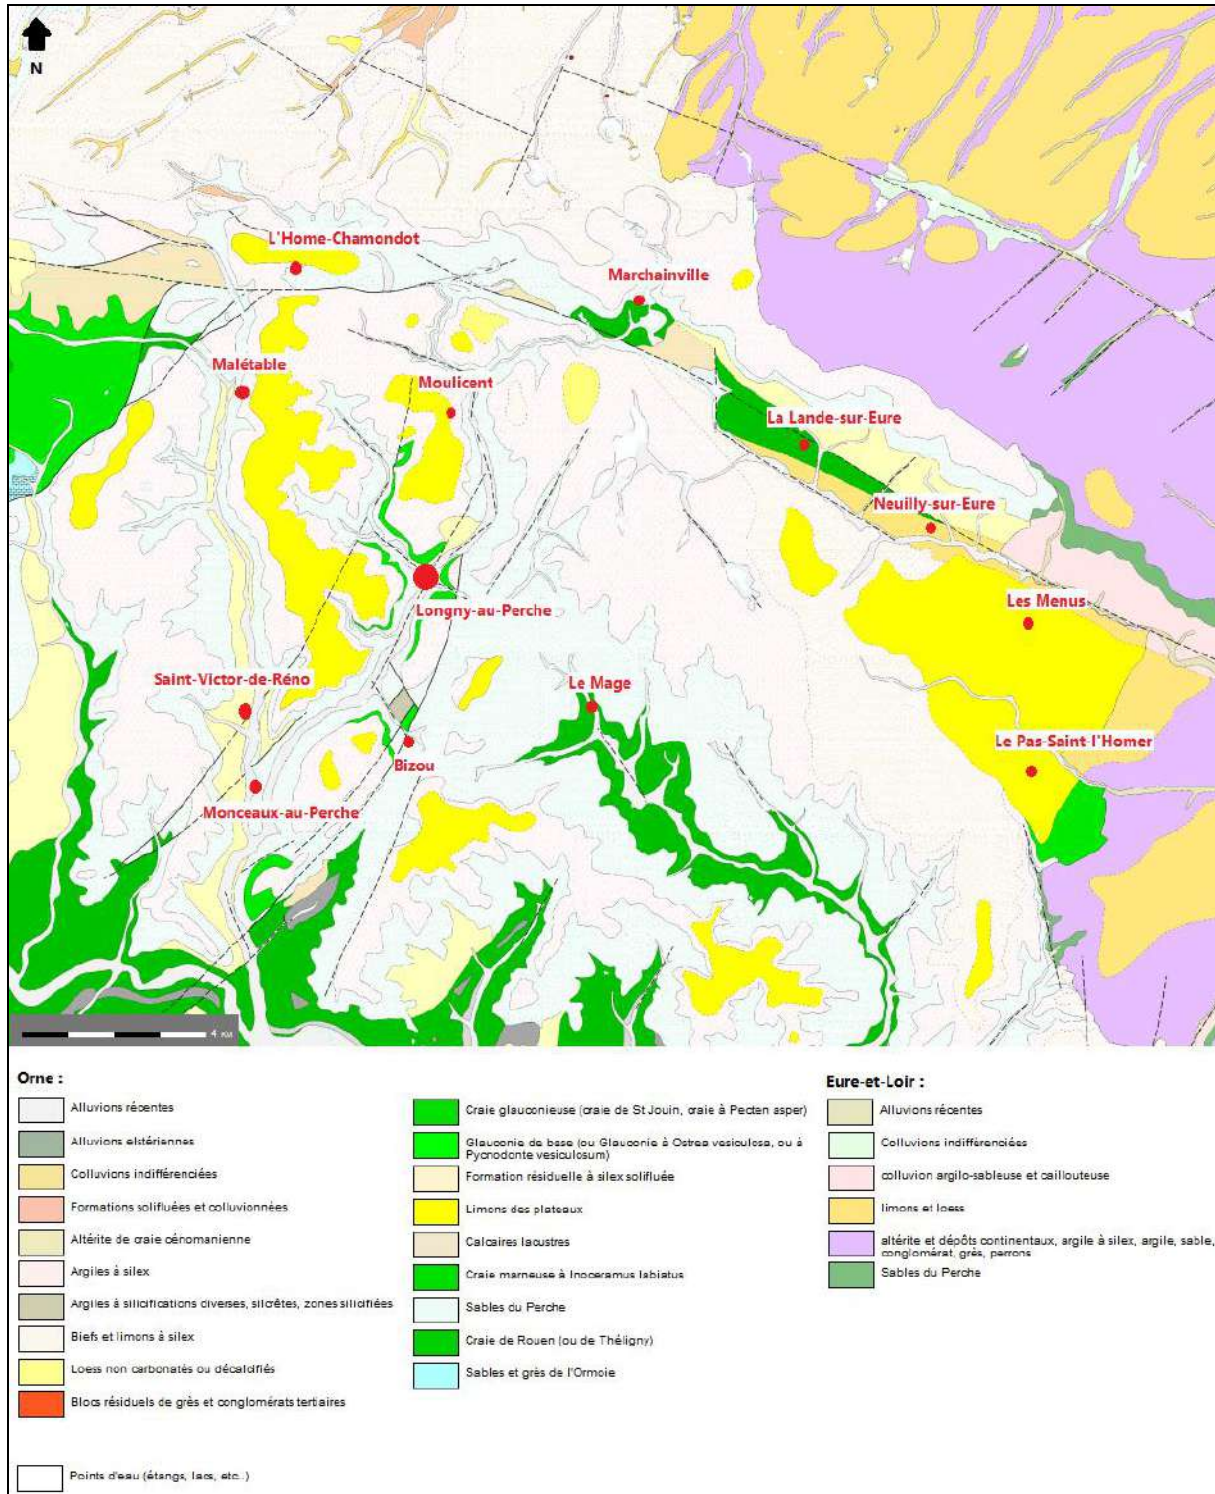 N
L'Home-Chamondot
Marchainville
Malétable
Moulicent
La Lande-sur-Eure
Neuilly-sur-Eure
Longny-au-Perche
Les Menus
Saint-Victor-de-Réno
Le Mage
Le Pas-Saint-l'Homer
Bizou
Monceaux-au-Perche
4 KM
Orne :
Alluvions récentes
Alluvions elstériennes
Colluvions indifférenciées
Formations soliflluées et colluvionnées
Altérite de craie cénomanienne
Argiles à silex
Argiles à silicifications diverses, silcrètes, zones silicifiées
Biefs et limons à silex
Loess non carbonatés ou décalcifiés
Blocs résiduels de grès et conglomérats tertiaires
Points d'eau (étangs, lacs, etc..)
Craie glauconieuse (craie de St Jouin, craie à Pecten asper)
Glauconie de base (ou Glauconie à Ostrea vesiculosa, ou à
Pycnodonte vesiculosum)
Formation résiduelle à silex solifluée
Limons des plateaux
Calcaires lacustres
Craie marneuse à Inoceramus labiatus
Sables du Perche
Craie de Rouen (ou de Théligny)
Sables et grès de l'Ormoie
Eure-et-Loir :
Alluvions récentes
Colluvions indifférenciées
colluvion argilo-sableuse et caillouteuse
limons et loess
altérite et dépôts continentaux, argile à silex, argile, sable,
conglomérat, grès, perrons
Sables du Perche